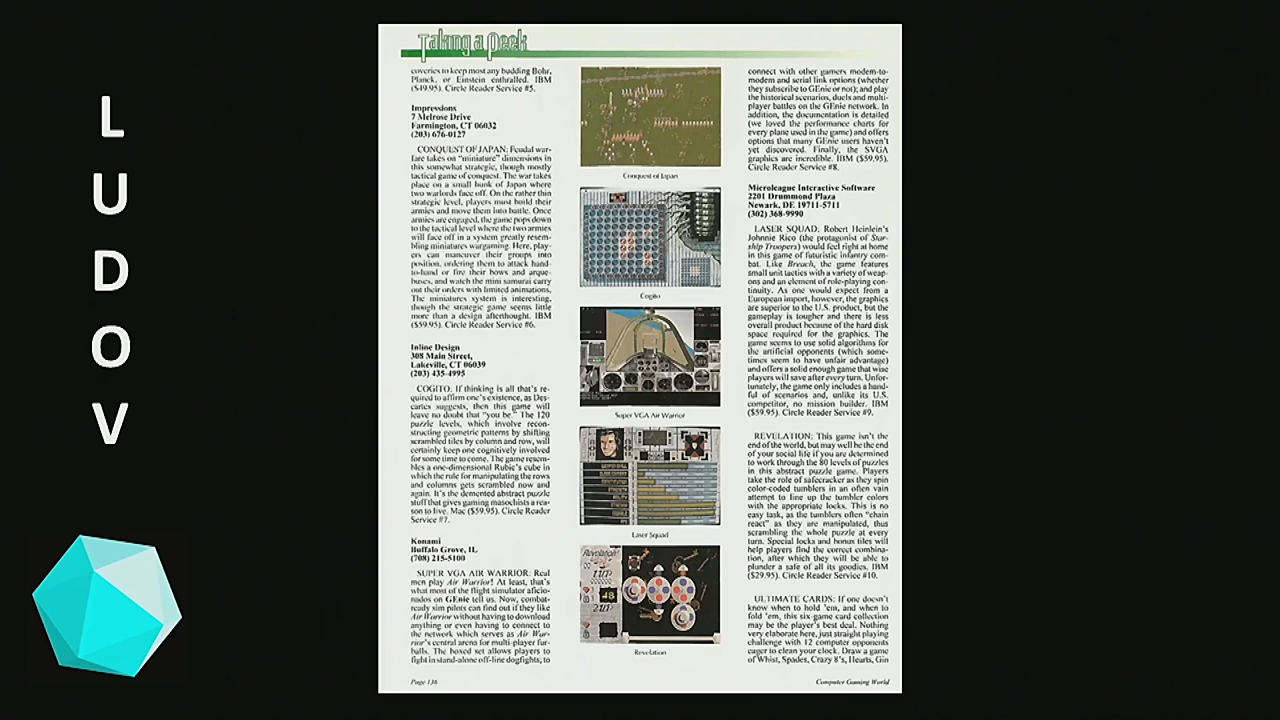 L
U
D
O
V
Taking a Peek
coveries to keep most any budding Bohr,
Planck, or Einstein enthralled. IBM
($49.95). Circle Reader Service #5.
Impressions
7 Melrose Drive
Farmington, CT 06032
(203) 676-0127
CONQUEST OF JAPAN: Feudal war-
fare takes on "miniature" dimensions in
this somewhat strategic, though mostly
tactical game of conquest. The war takes
place on a small hunk of Japan where
two warlords face off. On the rather thin
strategic level, players must build their
armies and move them into battle. Once
armies are engaged, the game pops down
to the tactical level where the two armies
will face off in a system greatly resem-
bling miniatures wargaming. Here, play-
ers can maneuver their groups into
position, ordering them to attack hand-
to-hand or fire their bows and arque-
buses, and watch the mini samurai carry
out their orders with limited animations.
The miniatures system is interesting,
though the strategic game seems little
more than a design afterthought. IBM
($59.95). Circle Reader Service #6.
Inline Design
308 Main Street,
Lakeville, CT 06039
(203) 435-4995
COGITO: If thinking is all that's re-
quired to affirm one's existence, as Des-
cartes suggests, then this game will
leave no doubt that "you be." The 120
puzzle levels, which involve recon-
structing geometric patterns by shifting
scrambled tiles by column and row, will
certainly keep one cognitively involved
for some time to come. The game resem-
bles a one-dimensional Rubic's cube in
which the rule for manipulating the rows
and columns gets scrambled now and
again. It's the demented abstract puzzle
stuff that gives gaming masochists a rea-
son to live. Mac ($59.95). Circle Reader
Service #7.
Konami
Buffalo Grove, IL
(708) 215-5100
SUPER VGA AIR WARRIOR: Real
men play Air Warrior! At least, that's
what most of the flight simulator aficio-
nados on GEnie tell us. Now, combat-
ready sim pilots can find out if they like
Air Warrior without having to download
anything or even having to connect to
the network which serves as Air War-
rior's central arena for multi-player fur-
balls. The boxed set allows players to
fight in stand-alone off-line dogfights; to
Conquest of Japan
Cogito
Super VGA Air Warrior
Laser Squad
Revelation
connect with other gamers modem-to-
modem and serial link options (whether
they subscribe to GEnie or not); and play
the historical scenarios, duels and multi-
player battles on the GEnie network. In
addition, the documentation is detailed
(we loved the performance charts for
every plane used in the game) and offers
options that many GEnie users haven't
yet discovered. Finally, the SVGA
graphics are incredible. IBM ($59.95).
Circle Reader Service #8.
Microleague Interactive Software
2201 Drummond Plaza
Newark, DE 19711-5711
(302) 368-9990
LASER SQUAD: Robert Heinlein's
Johnnie Rico (the protagonist of Star-
ship Troopers) would feel right at home
in this game of futuristic infantry com-
bat. Like Breach, the game features
small unit tactics with a variety of weap-
ons and an element of role-playing con-
tinuity. As one would expect from a
European import, however, the graphics
are superior to the U.S. product, but the
gameplay is tougher and there is less
overall product because of the hard disk
space required for the graphics. The
game seems to use solid algorithms for
the artificial opponents (which some-
times seem to have unfair advantage)
and offers a solid enough game that wise
players will save after every turn. Unfor-
tunately, the game only includes a hand-
ful of scenarios and, unlike its U.S.
competitor, no mission builder. IBM
($59.95). Circle Reader Service #9.
REVELATION: This game isn't the
end of the world, but may well be the end
of your social life if you are determined
to work through the 80 levels of puzzles
in this abstract puzzle game. Players
take the role of safecracker as they spin
color-coded tumblers in an often vain
attempt to line up the tumbler colors
with the appropriate locks. This is no
easy task, as the tumblers often "chain
react" as they are manipulated, thus
scrambling the whole puzzle at every
turn. Special locks and bonus tiles will
help players find the correct combina-
tion, after which they will be able to
plunder a safe of all its goodies. IBM
($29.95). Circle Reader Service #10.
ULTIMATE CARDS: If one doesn't
know when to hold 'em, and when to
fold 'em, this six-game card collection
may be the player's best deal. Nothing
very elaborate here, just straight playing
challenge with 12 computer opponents
eager to clean your clock. Draw a game
of Whist, Spades, Crazy 8's, Hearts, Gin
Page 136
Computer Gaming World